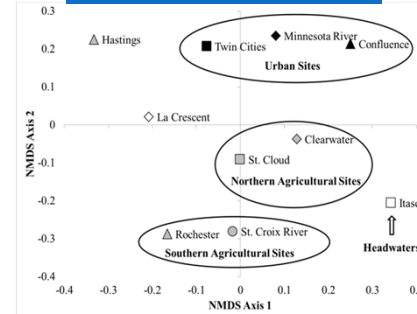 0.3
0.2
0.1
0
-0.1
-0.2
-0.3
-0.4
NMDS Axis 2
Hastings
Twin Cities
Minnesota River
Confluence
Urban Sites
La Crescent
Clearwater
St. Cloud
Northern Agricultural Sites
Itas
Headwaters
Rochester
St. Croix River
Southern Agricultural Sites
-0.4 -0.3 -0.2 -0.1 0 0.1 0.2 0.3 0.4
NMDS Axis 1